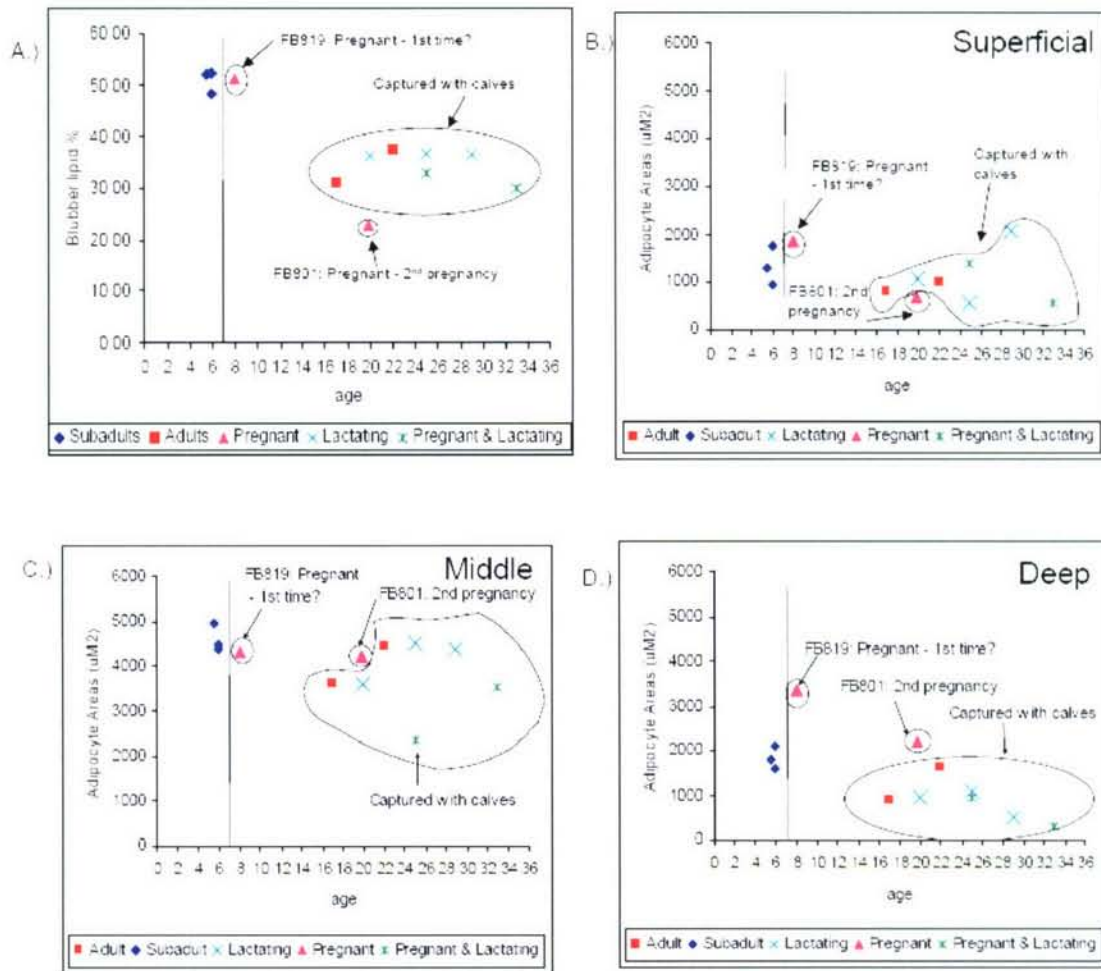 A.)
60 00
50 00
40 00
30 00
20 00
10 00
0 00
Blubber lipid %
FB819: Pregnant - 1st time?
Captured with calves
FB801: Pregnant - 2nd pregnancy
0 2 4 6 8 10 12 14 16 18 20 22 24 26 28 30 32 34 36
age
Subadults Adults Pregnant Lactating Pregnant & Lactating
B.)
Superficial
6000
5000
4000
3000
2000
1000
0
Adipocyte Areas (uM2)
FB819: Pregnant
- 1st time?
Captured with
calves
FB801: 2nd
pregnancy
0 2 4 6 8 10 12 14 16 18 20 22 24 26 28 30 32 34 36
age
Adult Subadult Lactating Pregnant Pregnant & Lactating
C.)
Middle
6000
5000
4000
3000
2000
1000
0
Adipocyte Areas (uM2)
FB819: Pregnant
- 1st time?
FB801: 2nd pregnancy
Captured with calves
0 2 4 6 8 10 12 14 16 18 20 22 24 26 28 30 32 34 36
age
Adult Subadult Lactating Pregnant Pregnant & Lactating
D.)
Deep
6000
5000
4000
3000
2000
1000
0
Adipocyte Areas (uM2)
FB819: Pregnant - 1st time?
FB801: 2nd pregnancy
Captured with calves
0 2 4 6 8 10 12 14 16 18 20 22 24 26 28 30 32 34 36
age
Adult Subadult Lactating Pregnant Pregnant & Lactating